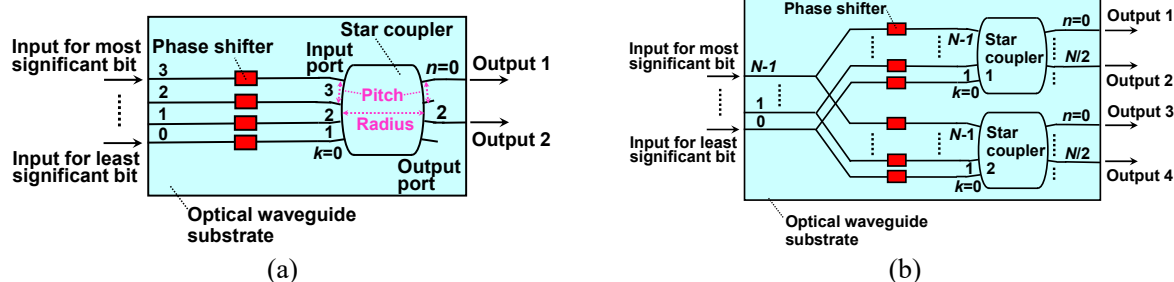 Input for most
significant bit
Phase shifter
Input
port
Star coupler
n=0
Output 1
3
3
Pitch
2
2
2
Output 2
1
Radius
0
1
k=0
Input for least
significant bit
Output
port
Optical waveguide
substrate
(a)
Phase shifter
Input for most
significant bit
N-1
N-1
Star
coupler
1
n=0
Output 1
N/2
Output 2
1
k=0
1
0
Input for least
significant bit
N-1
Star
coupler
2
n=0
Output 3
N/2
Output 4
1
k=0
Optical waveguide
substrate
(b)